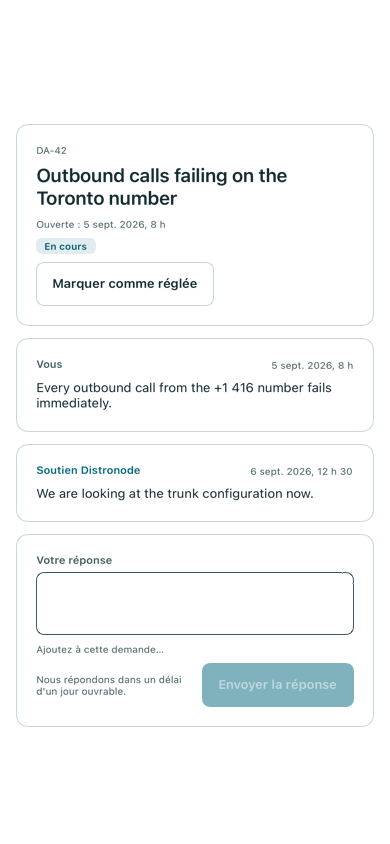 DA-42
Outbound calls failing on the
Toronto number
Ouverte : 5 sept. 2026, 8 h
En cours
Marquer comme réglée
Vous
5 sept. 2026, 8 h
Every outbound call from the +1 416 number fails
immediately.
Soutien Distronode
6 sept. 2026, 12 h 30
We are looking at the trunk configuration now.
Votre réponse
Ajoutez à cette demande…
Nous répondons dans un délai
d'un jour ouvrable.
Envoyer la réponse